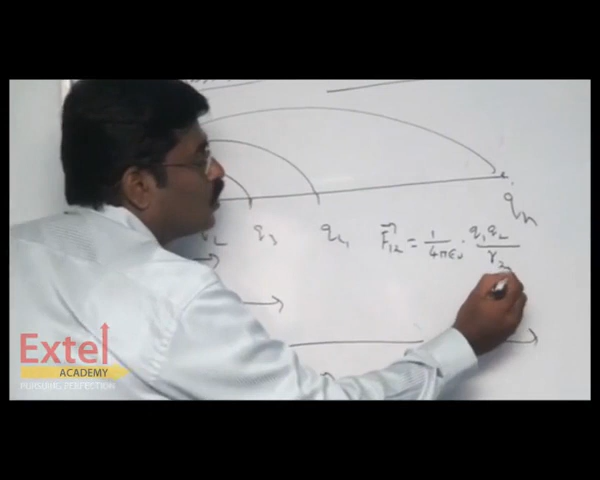 qₙ
q₂ q₃ q₄ F⃗₁₂ = 1/4πε₀ · q₁q₂/r₂
Extel
ACADEMY
PURSUING PERFECTION